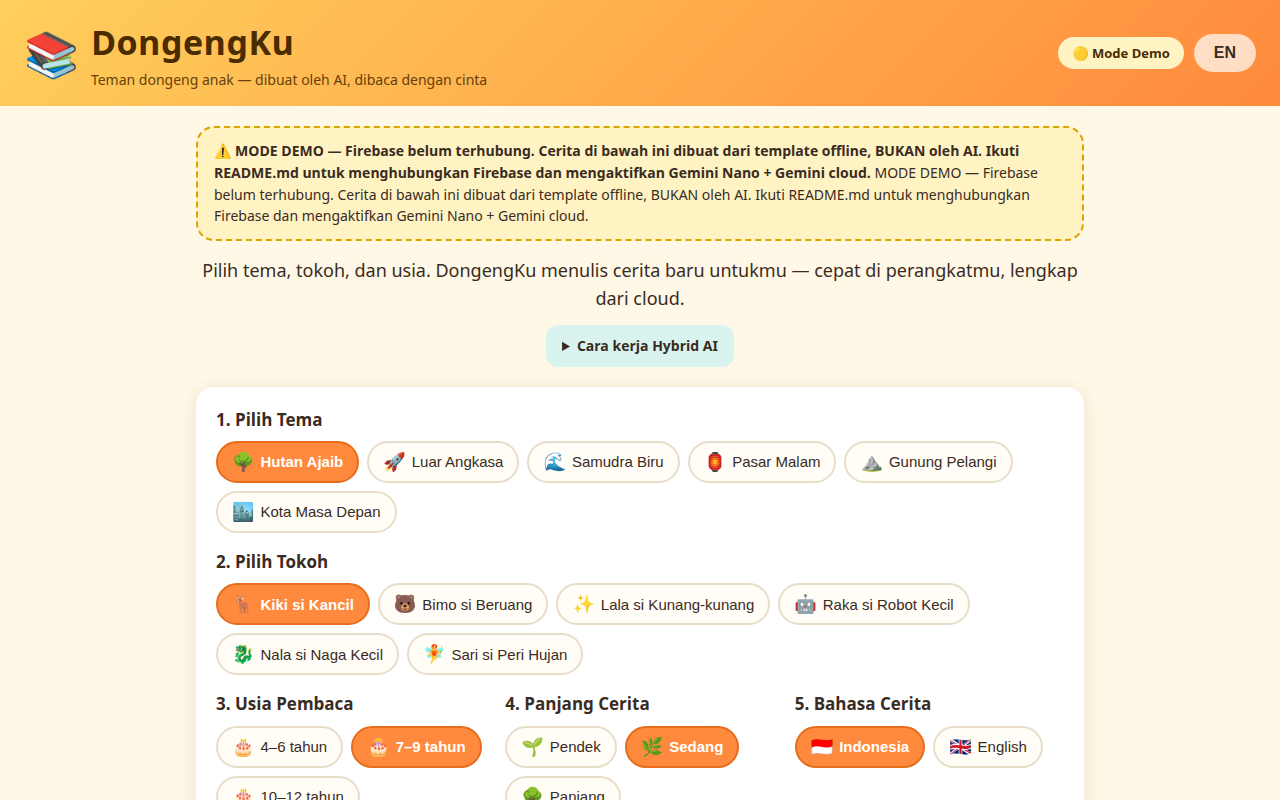 DongengKu
Teman dongeng anak — dibuat oleh AI, dibaca dengan cinta
Mode Demo
EN
MODE DEMO — Firebase belum terhubung. Cerita di bawah ini dibuat dari template offline, BUKAN oleh AI. Ikuti
README.md untuk menghubungkan Firebase dan mengaktifkan Gemini Nano + Gemini cloud. MODE DEMO — Firebase
belum terhubung. Cerita di bawah ini dibuat dari template offline, BUKAN oleh AI. Ikuti README.md untuk menghubungkan
Firebase dan mengaktifkan Gemini Nano + Gemini cloud.
Pilih tema, tokoh, dan usia. DongengKu menulis cerita baru untukmu — cepat di perangkatmu, lengkap
dari cloud.
Cara kerja Hybrid AI
1. Pilih Tema
Hutan Ajaib
Luar Angkasa
Samudra Biru
Pasar Malam
Gunung Pelangi
Kota Masa Depan
2. Pilih Tokoh
Kiki si Kancil
Bimo si Beruang
Lala si Kunang-kunang
Raka si Robot Kecil
Nala si Naga Kecil
Sari si Peri Hujan
3. Usia Pembaca
4–6 tahun
7–9 tahun
10–12 tahun
4. Panjang Cerita
Pendek
Sedang
Panjang
5. Bahasa Cerita
Indonesia
English